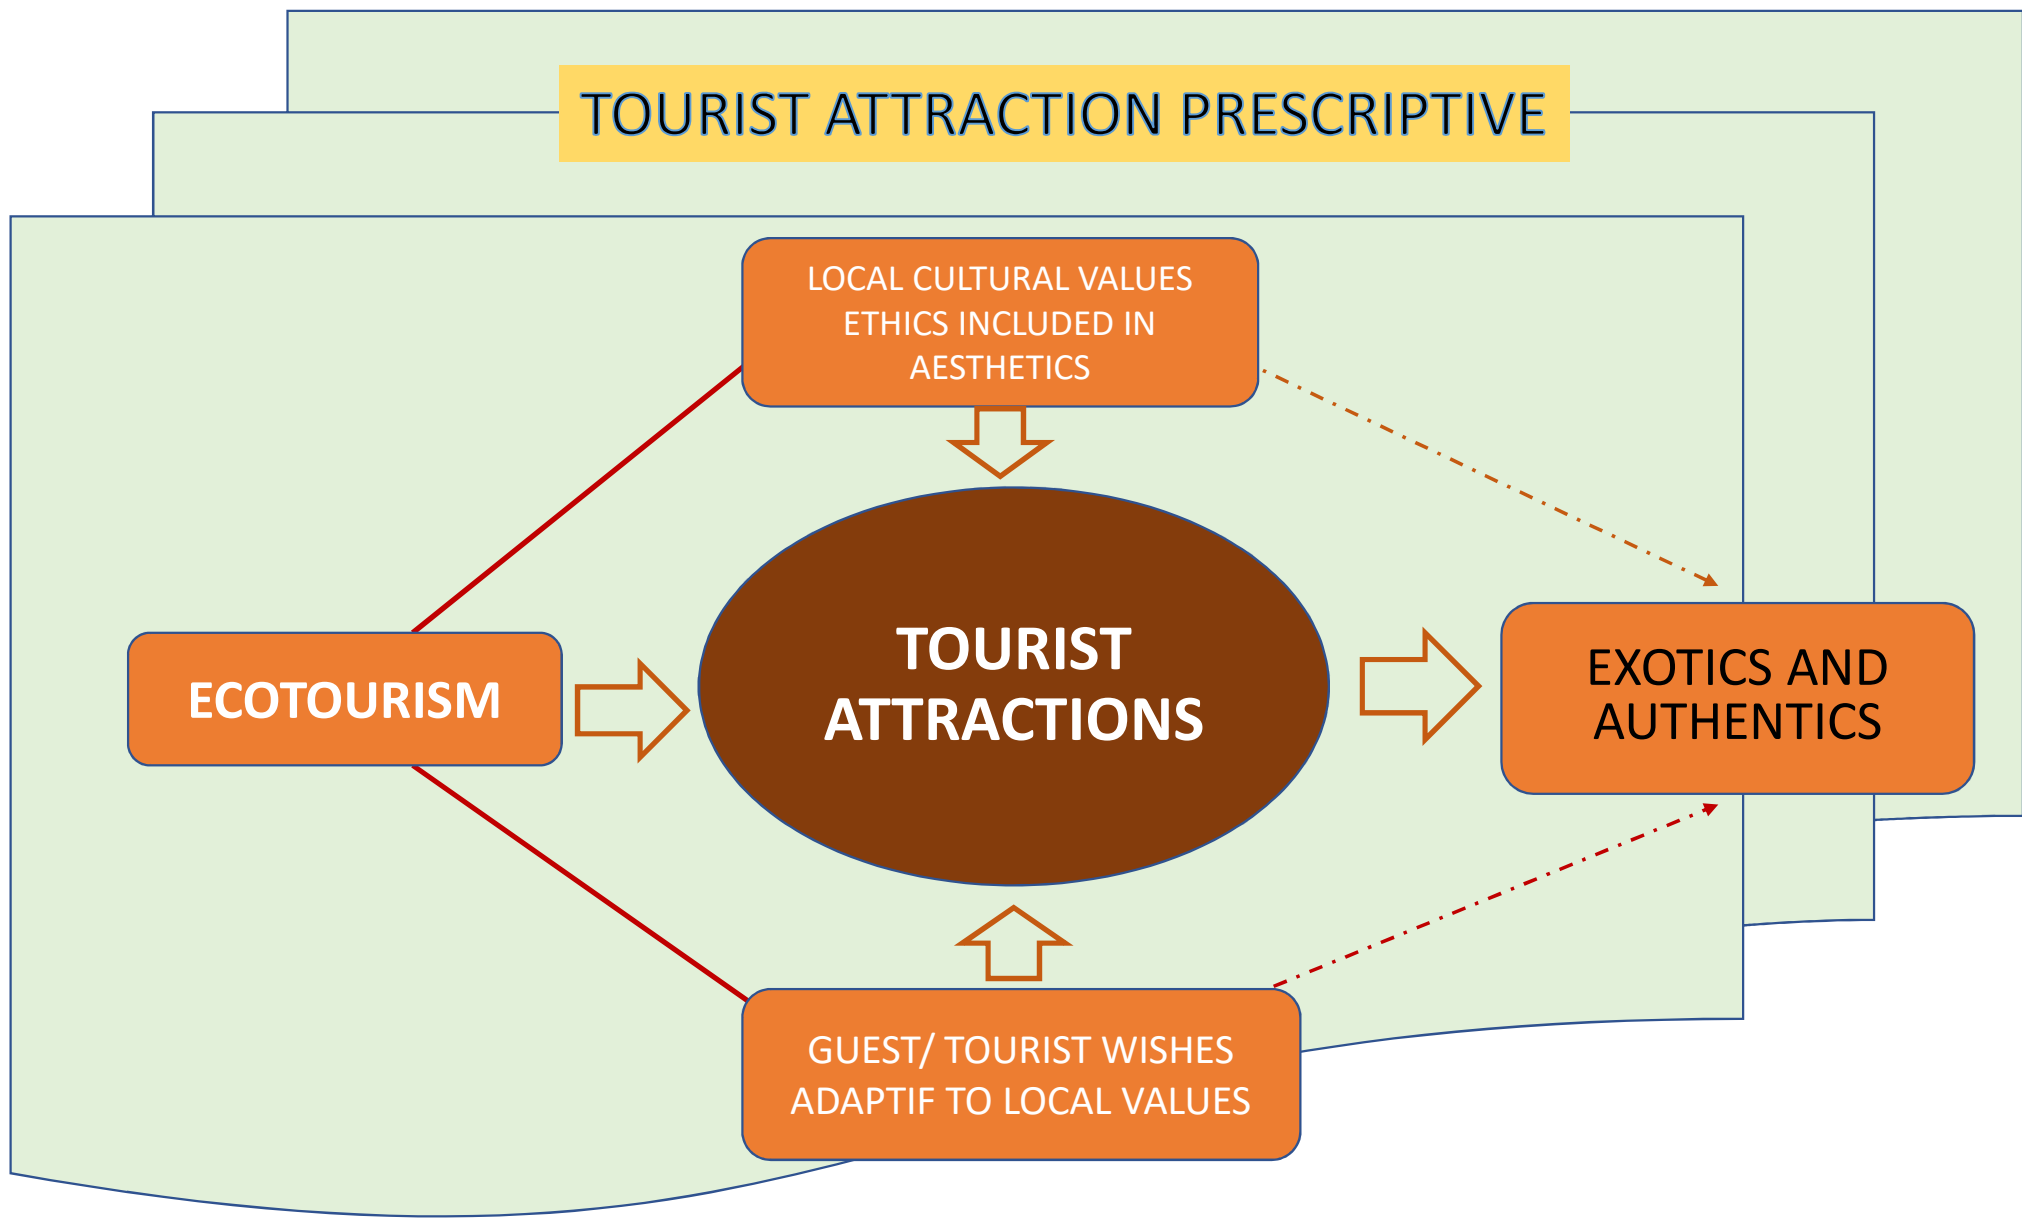 TOURIST ATTRACTION PRESCRIPTIVE
LOCAL CULTURAL VALUES
ETHICS INCLUDED IN
AESTHETICS
TOURIST
ATTRACTIONS
ECOTOURISM
EXOTICS AND
AUTHENTICS
GUEST/ TOURIST WISHES
ADAPTIF TO LOCAL VALUES